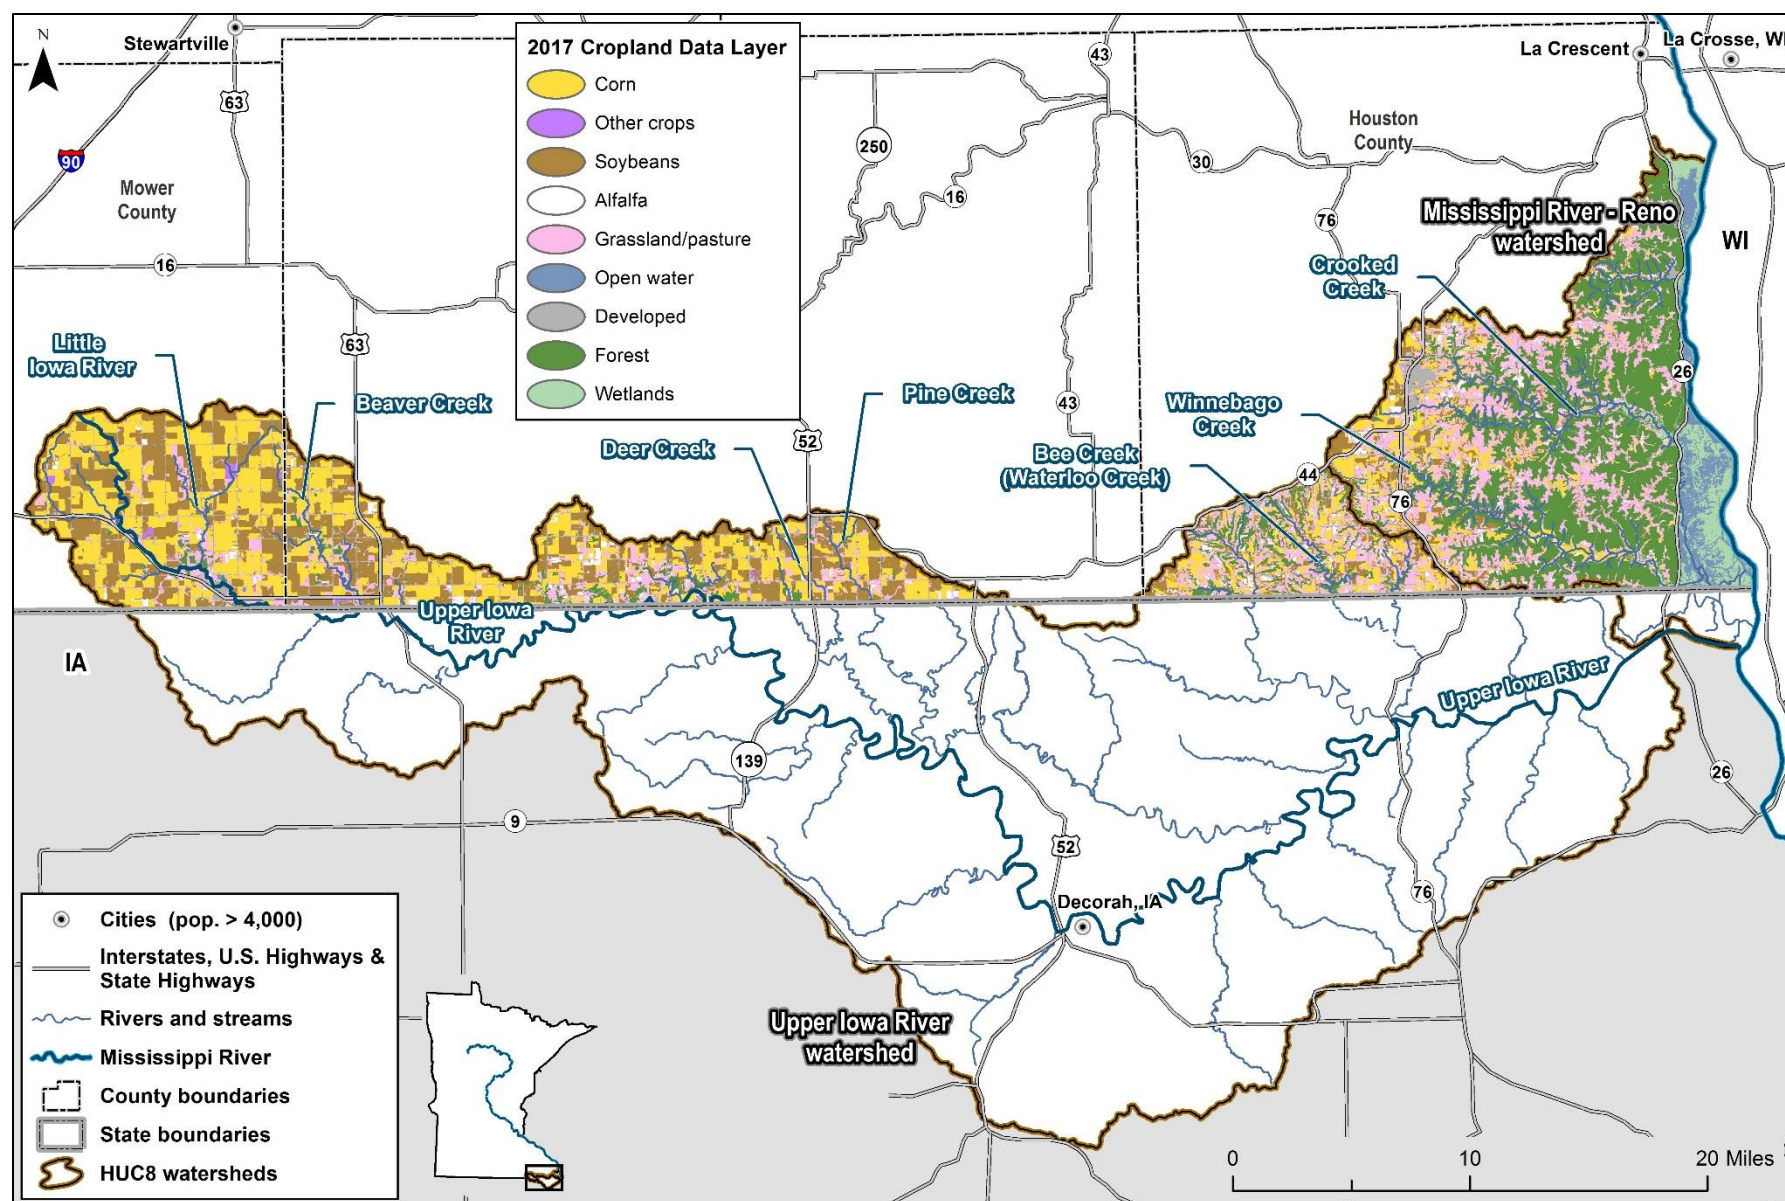 N
Stewartville
63
90
Mower
County
16
2017 Cropland Data Layer
Corn
Other crops
Soybeans
Alfalfa
Grassland/pasture
Open water
Developed
Forest
Wetlands
43
250
16
30
La Crescent
La Crosse, WI
Houston
County
76
Mississippi River - Reno
watershed
WI
Crooked
Creek
26
63
Little
Iowa River
Beaver Creek
52
Deer Creek
Pine Creek
43
Winnebago
Creek
Bee Creek
(Waterloo Creek)
44
76
Upper Iowa
River
IA
Upper Iowa River
139
9
26
52
Decorah, IA
76
Upper Iowa River
watershed
Cities (pop. > 4,000)
Interstates, U.S. Highways &
State Highways
Rivers and streams
Mississippi River
County boundaries
State boundaries
HUC8 watersheds
0 10 20 Miles